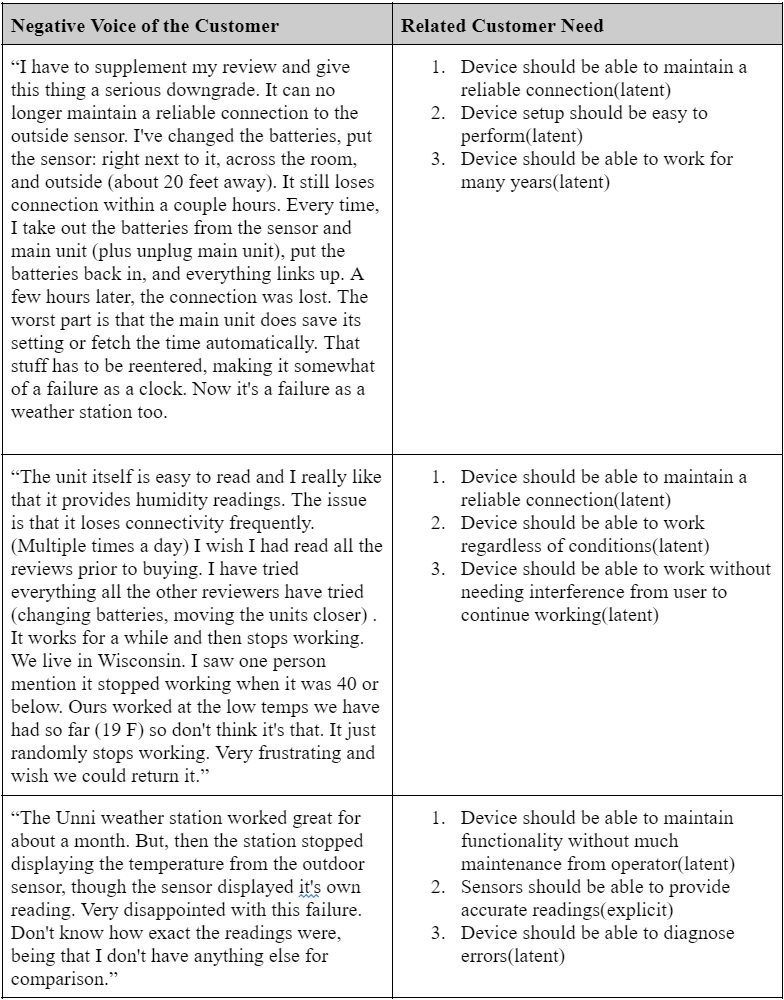 Negative Voice of the Customer
Related Customer Need
“I have to supplement my review and give
this thing a serious downgrade. It can no
longer maintain a reliable connection to the
outside sensor. I've changed the batteries, put
the sensor: right next to it, across the room,
and outside (about 20 feet away). It still loses
connection within a couple hours. Every time,
I take out the batteries from the sensor and
main unit (plus unplug main unit), put the
batteries back in, and everything links up. A
few hours later, the connection was lost. The
worst part is that the main unit does save its
setting or fetch the time automatically. That
stuff has to be reentered, making it somewhat
of a failure as a clock. Now it's a failure as a
weather station too.
1. Device should be able to maintain a
reliable connection(latent)
2. Device setup should be easy to
perform(latent)
3. Device should be able to work for
many years(latent)
“The unit itself is easy to read and I really like
that it provides humidity readings. The issue
is that it loses connectivity frequently.
(Multiple times a day) I wish I had read all the
reviews prior to buying. I have tried
everything all the other reviewers have tried
(changing batteries, moving the units closer) .
It works for a while and then stops working.
We live in Wisconsin. I saw one person
mention it stopped working when it was 40 or
below. Ours worked at the low temps we have
had so far (19 F) so don't think it's that. It just
randomly stops working. Very frustrating and
wish we could return it.”
1. Device should be able to maintain a
reliable connection(latent)
2. Device should be able to work
regardless of conditions(latent)
3. Device should be able to work without
needing interference from user to
continue working(latent)
“The Unni weather station worked great for
about a month. But, then the station stopped
displaying the temperature from the outdoor
sensor, though the sensor displayed it's own
reading. Very disappointed with this failure.
Don't know how exact the readings were,
being that I don't have anything else for
comparison.”
1. Device should be able to maintain
functionality without much
maintenance from operator(latent)
2. Sensors should be able to provide
accurate readings(explicit)
3. Device should be able to diagnose
errors(latent)